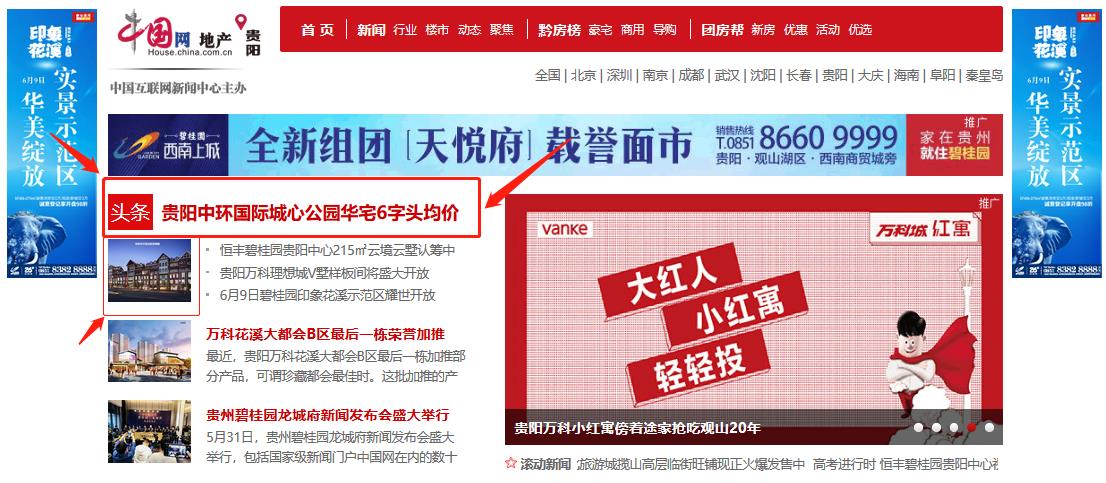 印象
花溪
6月9日
实景示范区
华美绽放
8382 8888
中国网 地产
House.china.com.cn
贵阳
中国互联网新闻中心主办
首 页 | 新闻 行业 楼市 动态 聚焦 | 黔房榜 豪宅 商用 导购 | 团房帮 新房 优惠 活动 优选
全国 | 北京 | 深圳 | 南京 | 成都 | 武汉 | 沈阳 | 长春 | 贵阳 | 大庆 | 海南 | 阜阳 | 秦皇岛
碧桂园
西南上城
GARDEN
全新组团 [天悦府] 载誉面市
销售热线
T.0851 8660 9999
贵阳·观山湖区·西南商贸城旁
推广
家在贵州
就住碧桂园
头条 贵阳中环国际城心公园华宅6字头均价
恒丰碧桂园贵阳中心215㎡云境云墅认筹中
贵阳万科理想城V墅样板间将盛大开放
6月9日碧桂园印象花溪示范区耀世开放
万科花溪大都会B区最后一栋荣誉加推
最近，贵阳万科花溪大都会B区最后一栋加推部
分产品，可谓珍藏都会最佳时。这批加推的产
贵州碧桂园龙城府新闻发布会盛大举行
5月31日，贵州碧桂园龙城府新闻发布会盛大
举行，包括国家级新闻门户中国网在内的数十
推广
vanke
万科城 红寓
大红人
小红寓
轻轻投
贵阳万科小红寓傍着途家抢吃观山20年
滚动新闻 :旅游城揽山高层临街旺铺现正火爆发售中 高考进行时 恒丰碧桂园贵阳中心
印象
花溪
6月9日
实景示范区
华美绽放
8382 8888